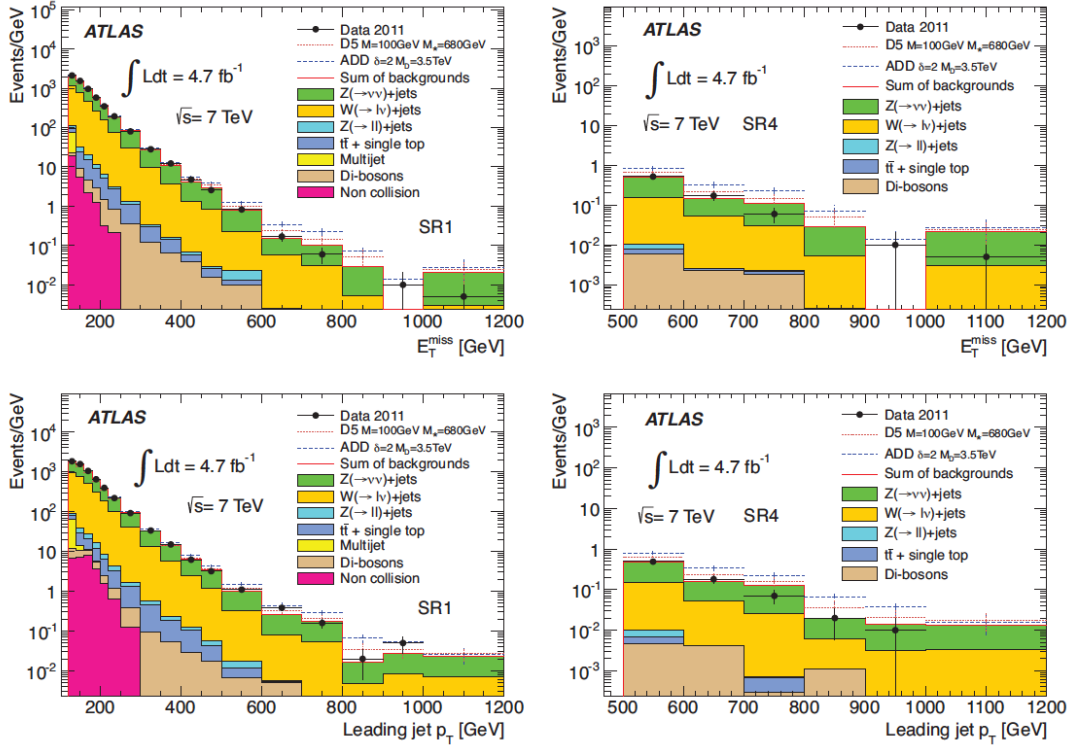 Events/GeV
10^5
10^4
10^3
10^2
10
1
10^-1
10^-2
ATLAS
∫ Ldt = 4.7 fb^-1
√s= 7 TeV
Data 2011
D5 M=100GeV M_*=680GeV
ADD δ=2 M_D=3.5TeV
Sum of backgrounds
Z(→νν)+jets
W(→ lν)+jets
Z(→ ll)+jets
tt̄ + single top
Multijet
Di-bosons
Non collision
SR1
200 400 600 800 1000 1200
E_T^miss [GeV]
Events/GeV
10^3
10^2
10
1
10^-1
10^-2
10^-3
ATLAS
∫ Ldt = 4.7 fb^-1
√s= 7 TeV SR4
Data 2011
D5 M=100GeV M_*=680GeV
ADD δ=2 M_D=3.5TeV
Sum of backgrounds
Z(→νν)+jets
W(→ lν)+jets
Z(→ ll)+jets
tt̄ + single top
Di-bosons
500 600 700 800 900 1000 1100 1200
E_T^miss [GeV]
Events/GeV
10^4
10^3
10^2
10
1
10^-1
10^-2
ATLAS
∫ Ldt = 4.7 fb^-1
√s= 7 TeV
Data 2011
D5 M=100GeV M_*=680GeV
ADD δ=2 M_D=3.5TeV
Sum of backgrounds
Z(→νν)+jets
W(→ lν)+jets
Z(→ ll)+jets
tt̄ + single top
Multijet
Di-bosons
Non collision
SR1
200 400 600 800 1000 1200
Leading jet p_T [GeV]
Events/GeV
10^3
10^2
10
1
10^-1
10^-2
10^-3
ATLAS
∫ Ldt = 4.7 fb^-1
√s= 7 TeV SR4
Data 2011
D5 M=100GeV M_*=680GeV
ADD δ=2 M_D=3.5TeV
Sum of backgrounds
Z(→νν)+jets
W(→ lν)+jets
Z(→ ll)+jets
tt̄ + single top
Di-bosons
500 600 700 800 900 1000 1100 1200
Leading jet p_T [GeV]